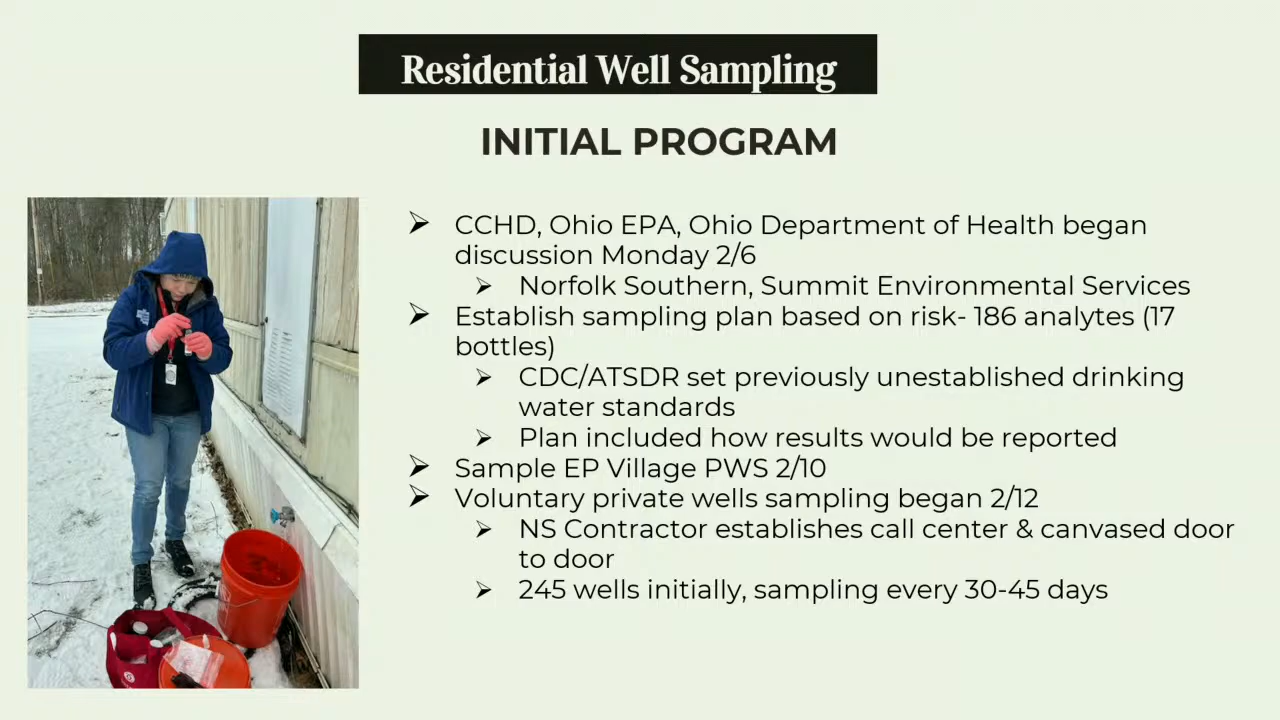 Residential Well Sampling
INITIAL PROGRAM
CCHD, Ohio EPA, Ohio Department of Health began
discussion Monday 2/6
Norfolk Southern, Summit Environmental Services
Establish sampling plan based on risk- 186 analytes (17
bottles)
CDC/ATSDR set previously unestablished drinking
water standards
Plan included how results would be reported
Sample EP Village PWS 2/10
Voluntary private wells sampling began 2/12
NS Contractor establishes call center & canvased door
to door
245 wells initially, sampling every 30-45 days